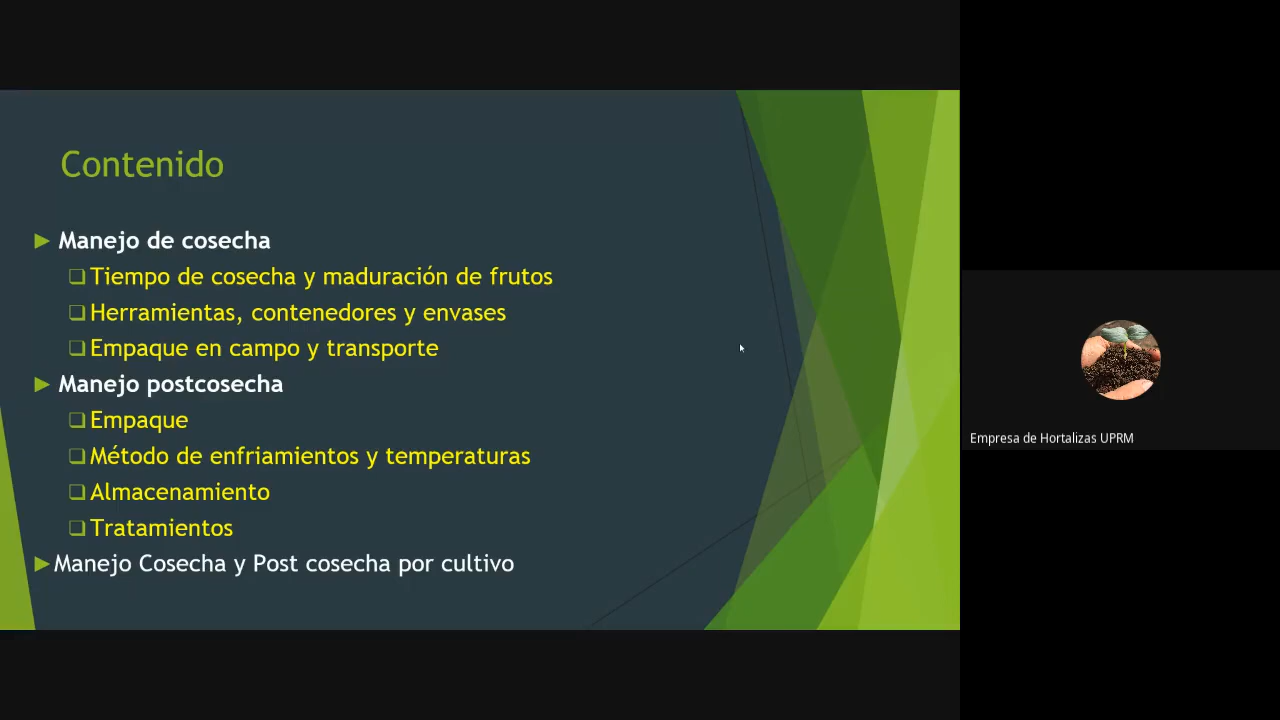 Contenido
Manejo de cosecha
Tiempo de cosecha y maduración de frutos
Herramientas, contenedores y envases
Empaque en campo y transporte
Manejo postcosecha
Empaque
Método de enfriamientos y temperaturas
Almacenamiento
Tratamientos
Manejo Cosecha y Post cosecha por cultivo
Empresa de Hortalizas UPRM